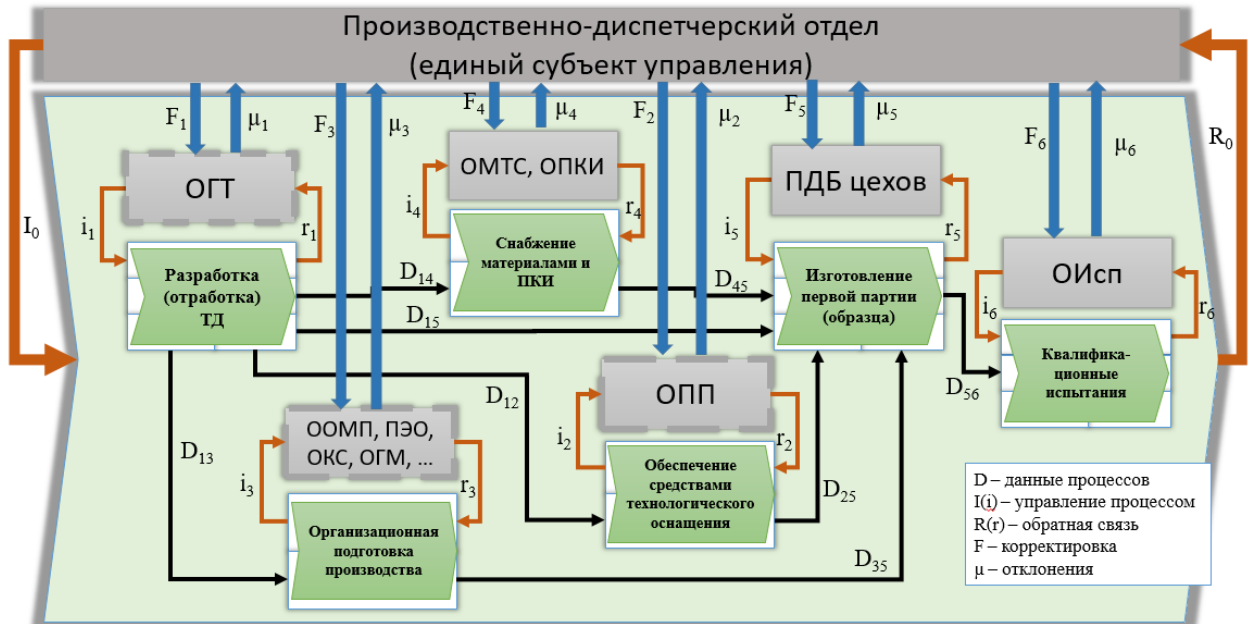 Производственно-диспетчерский отдел
(единый субъект управления)
I₀
R₀
F₁
μ₁
F₃
μ₃
F₄
μ₄
F₂
μ₂
F₅
μ₅
F₆
μ₆
ОГТ
i₁
r₁
Разработка
(отработка)
ТД
ОМТС, ОПКИ
i₄
r₄
Снабжение
материалами и
ПКИ
ПДБ цехов
i₅
r₅
Изготовление
первой партии
(образца)
ОИсп
i₆
r₆
Квалифика-
ционные
испытания
D₁₄
D₄₅
D₁₅
D₁₂
D₁₃
D₅₆
ООМП, ПЭО,
ОКС, ОГМ, ...
i₃
r₃
Организационная
подготовка
производства
ОПП
i₂
r₂
Обеспечение
средствами
технологического
оснащения
D₂₅
D₃₅
D – данные процессов
I(i) – управление процессом
R(r) – обратная связь
F – корректировка
μ – отклонения